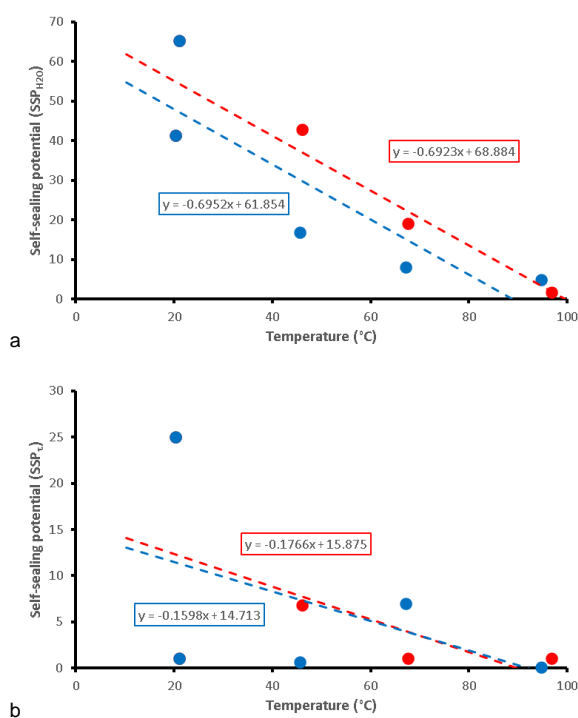 70
60
50
40
30
20
10
0
Self-sealing potential (SSPH2O)
y = -0.6923x + 68.884
y = -0.6952x + 61.854
0 20 40 60 80 100
Temperature (°C)
a
30
25
20
15
10
5
0
Self-sealing potential (SSPτ)
y = -0.1766x + 15.875
y = -0.1598x + 14.713
0 20 40 60 80 100
Temperature (°C)
b